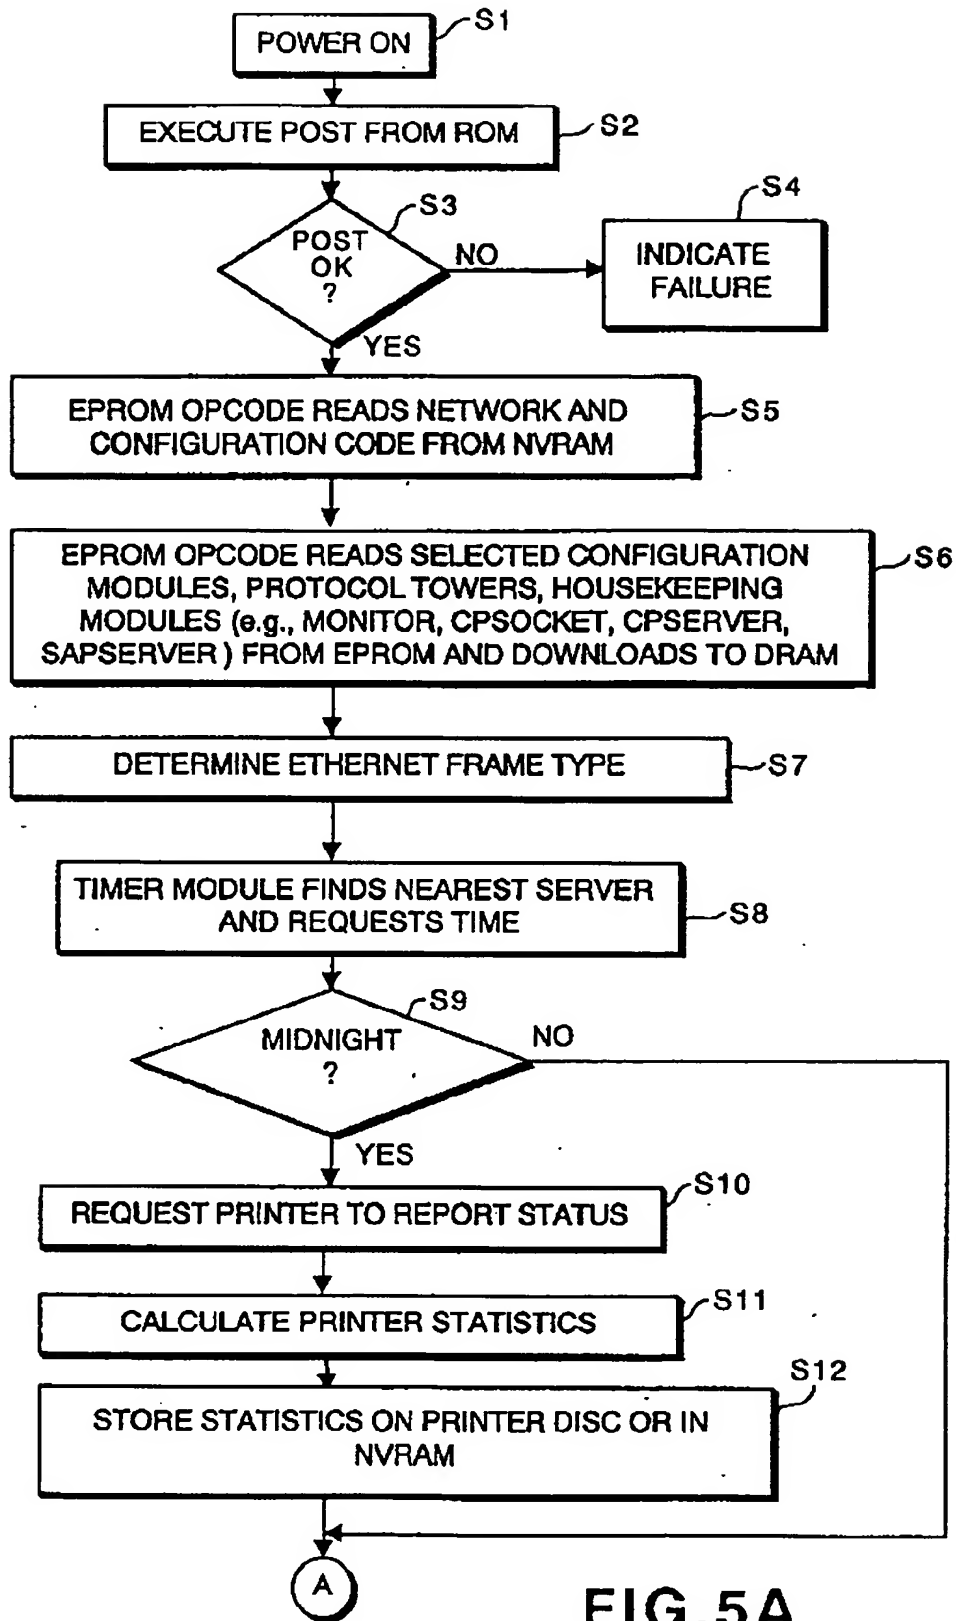 S1
POWER ON
EXECUTE POST FROM ROM
S2
S3
POST
OK
?
NO
S4
INDICATE
FAILURE
YES
EPROM OPCODE READS NETWORK AND
CONFIGURATION CODE FROM NVRAM
S5
EPROM OPCODE READS SELECTED CONFIGURATION
MODULES, PROTOCOL TOWERS, HOUSEKEEPING
MODULES (e.g., MONITOR, CPSOCKET, CPSERVER,
SAPSERVER ) FROM EPROM AND DOWNLOADS TO DRAM
S6
DETERMINE ETHERNET FRAME TYPE
S7
TIMER MODULE FINDS NEAREST SERVER
AND REQUESTS TIME
S8
S9
MIDNIGHT
?
NO
YES
REQUEST PRINTER TO REPORT STATUS
S10
CALCULATE PRINTER STATISTICS
S11
S12
STORE STATISTICS ON PRINTER DISC OR IN
NVRAM
A
FIG.5A